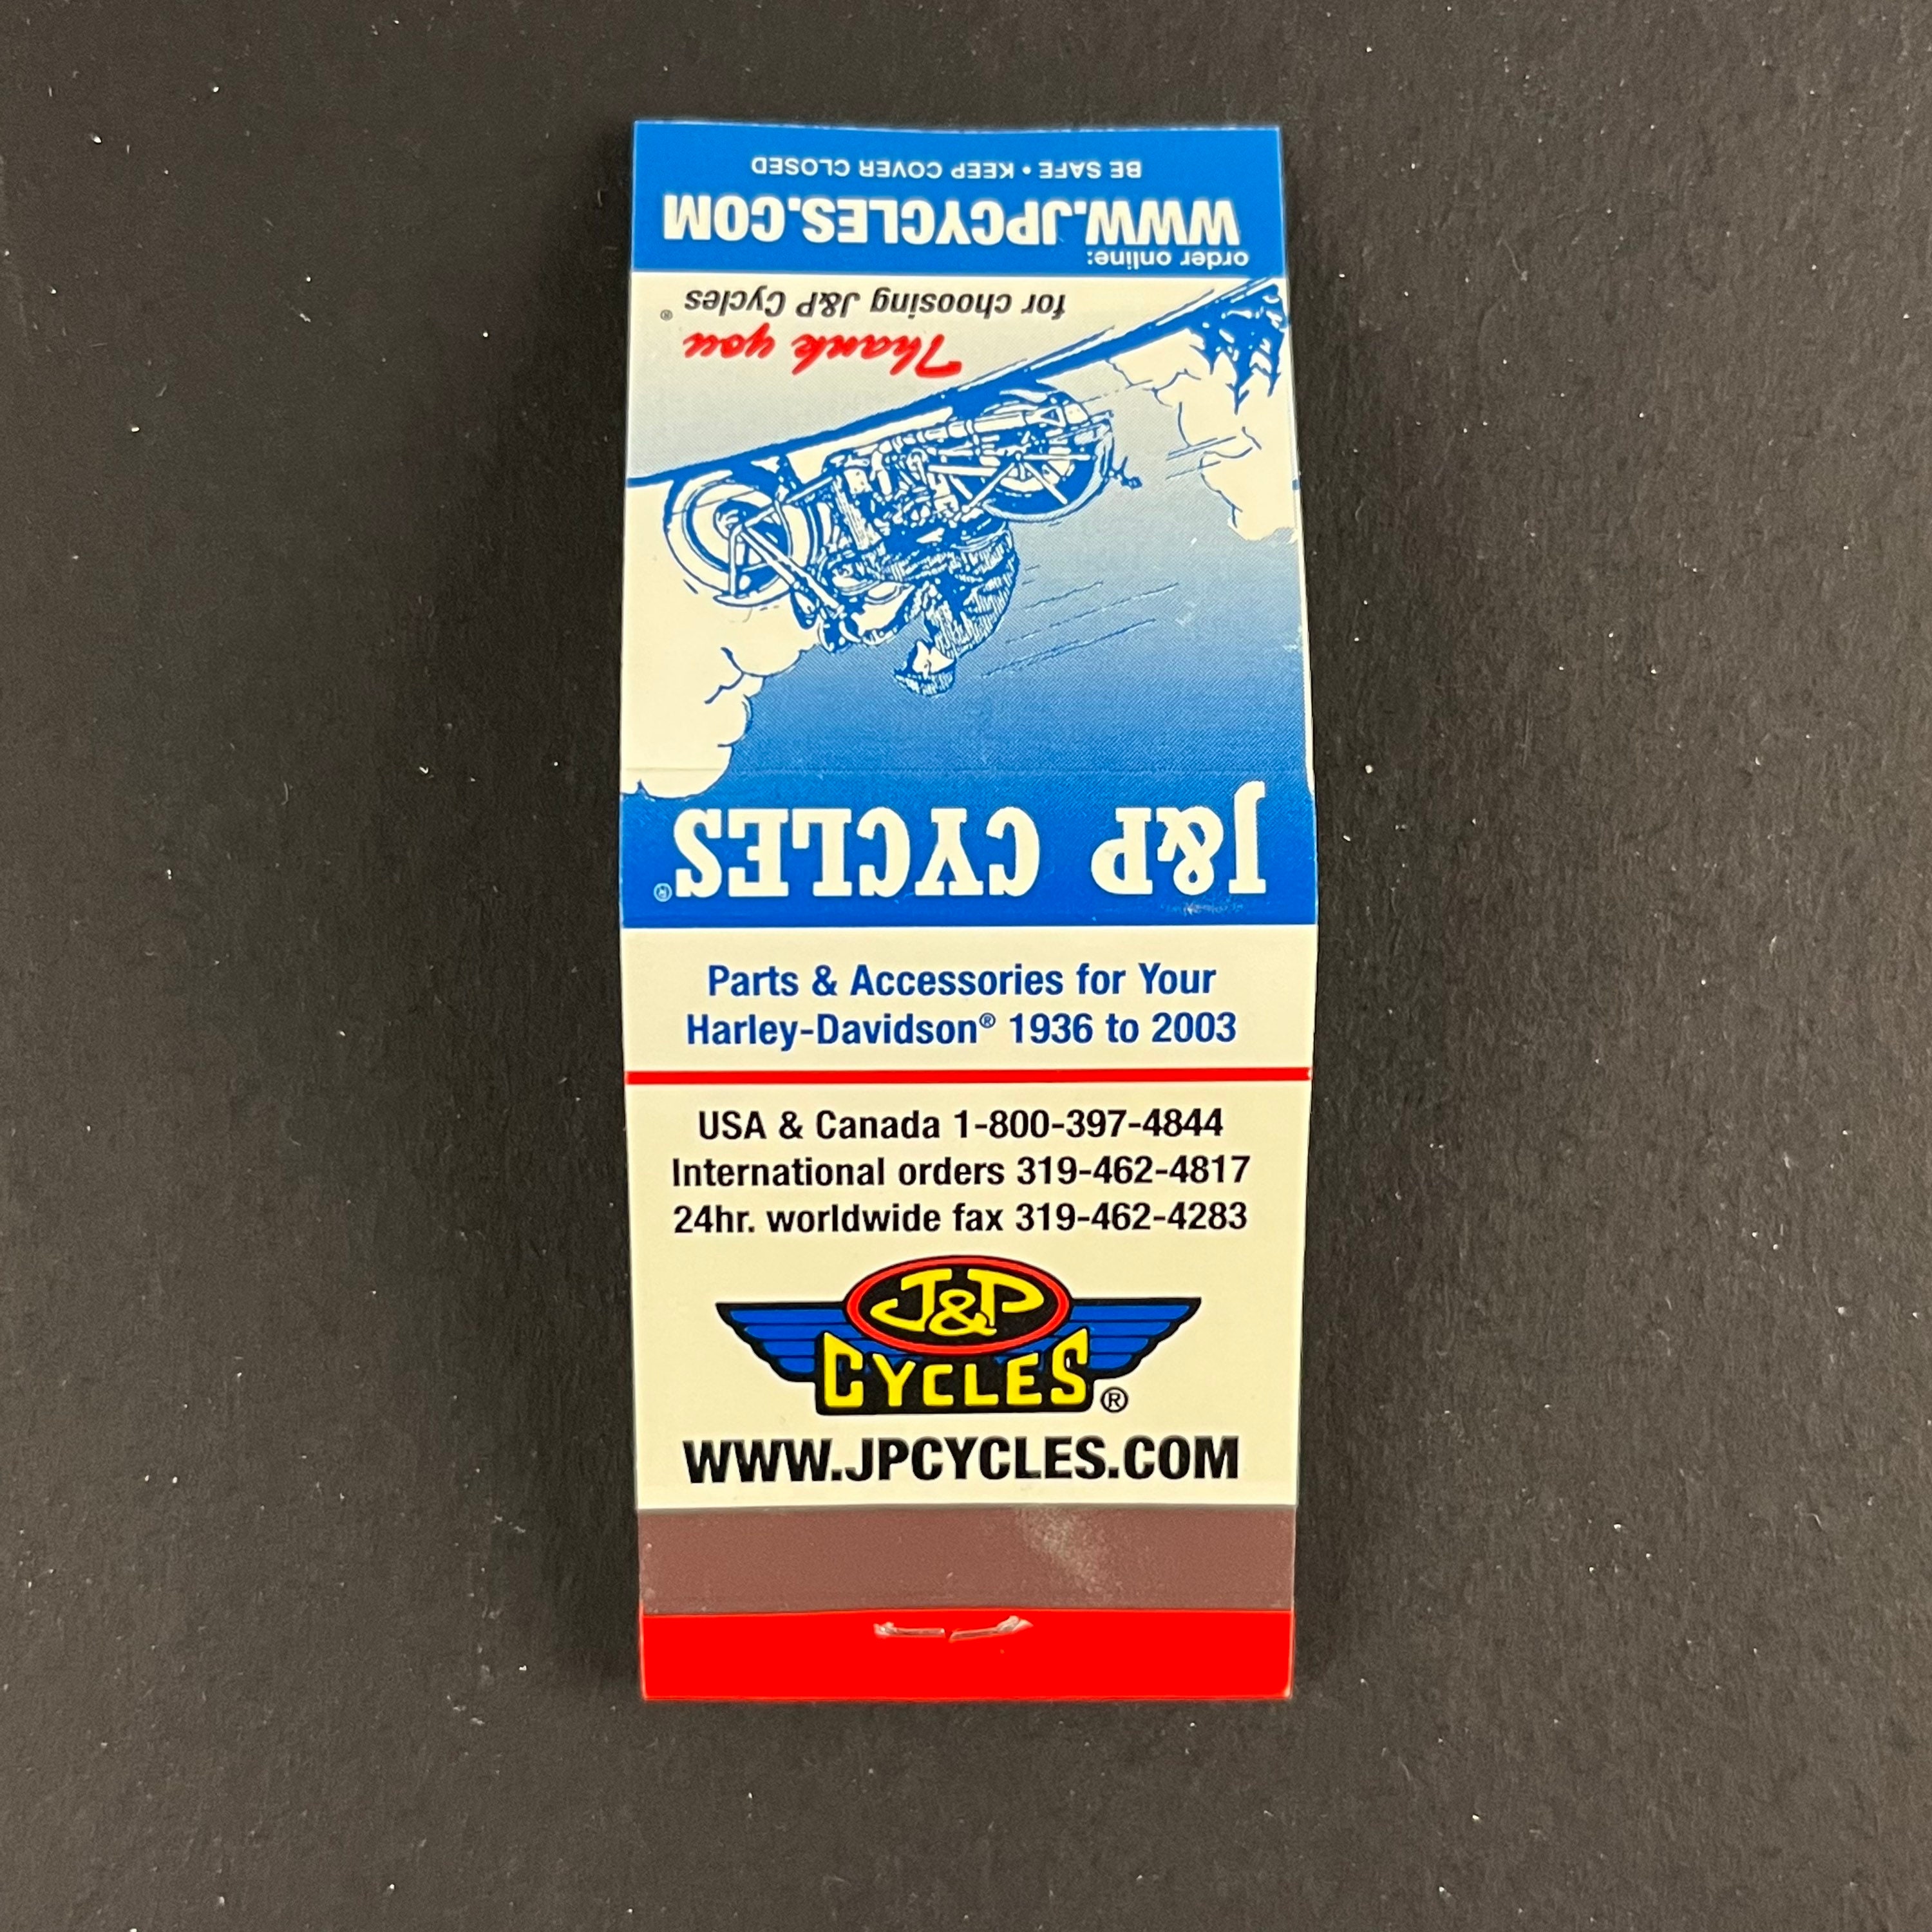 J&P CYCLES®
Thank you
for choosing J&P Cycles®
order online:
WWW.JPCYCLES.COM
BE SAFE • KEEP COVER CLOSED
Parts & Accessories for Your
Harley-Davidson® 1936 to 2003
USA & Canada 1-800-397-4844
International orders 319-462-4817
24hr. worldwide fax 319-462-4283
J&P
CYCLES®
WWW.JPCYCLES.COM